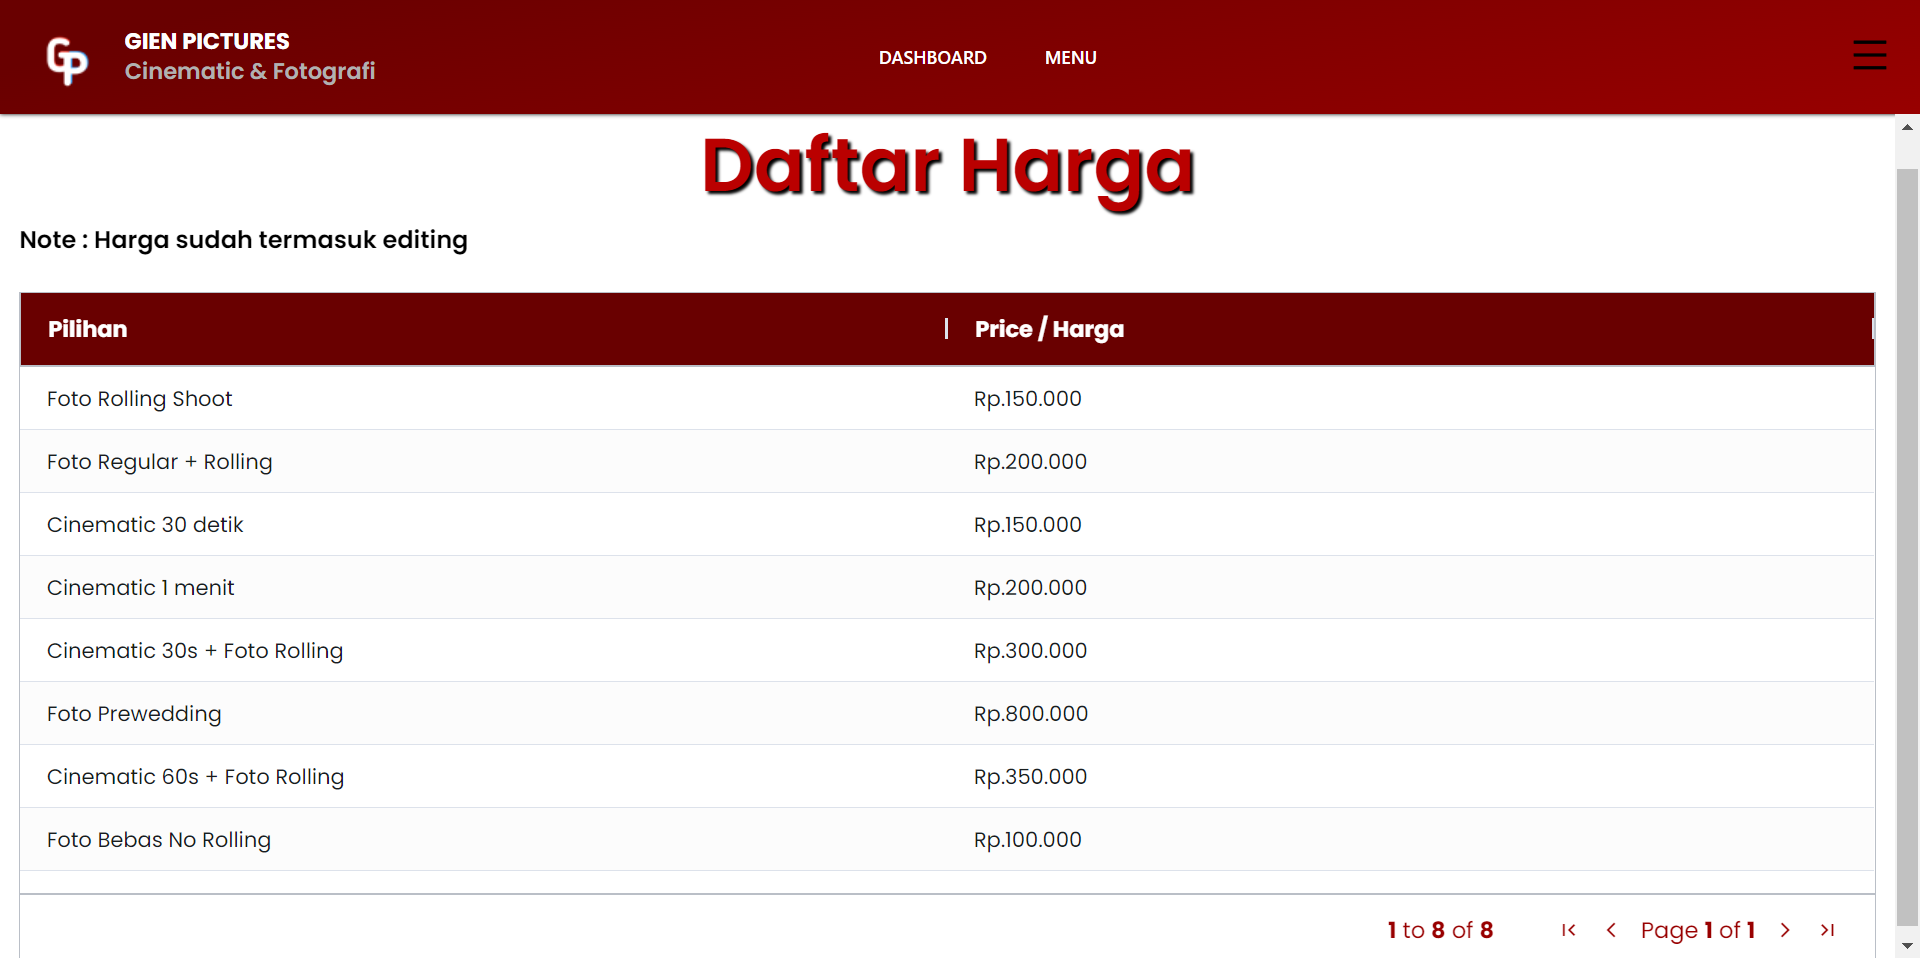 GP
GIEN PICTURES
Cinematic & Fotografi
DASHBOARD
MENU
Daftar Harga
Note : Harga sudah termasuk editing
Pilihan | Price / Harga
Foto Rolling Shoot Rp.150.000
Foto Regular + Rolling Rp.200.000
Cinematic 30 detik Rp.150.000
Cinematic 1 menit Rp.200.000
Cinematic 30s + Foto Rolling Rp.300.000
Foto Prewedding Rp.800.000
Cinematic 60s + Foto Rolling Rp.350.000
Foto Bebas No Rolling Rp.100.000
1 to 8 of 8 Page 1 of 1